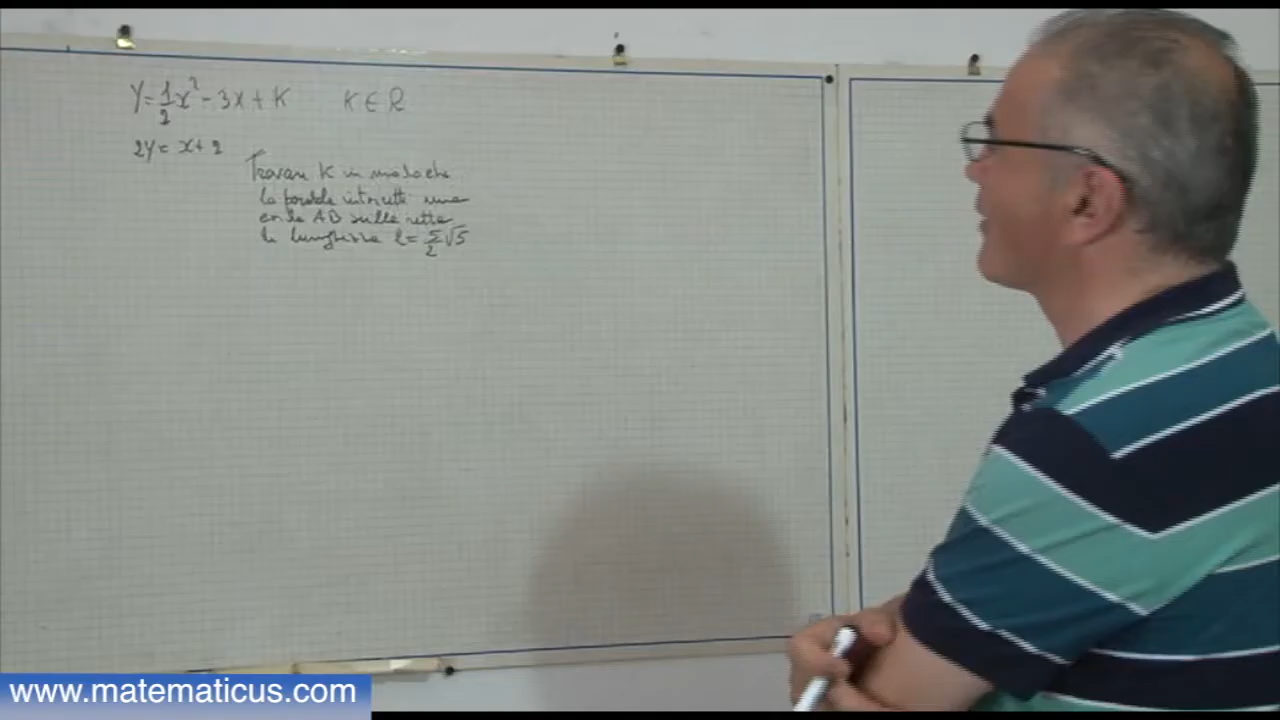 Y = 1/2 x² - 3x + K K ∈ R
2Y = x + 2
Trovare K in modo che
la parabola intercetti una
corda AB sulla retta
di lunghezza l = 5/2 √5
www.matematicus.com